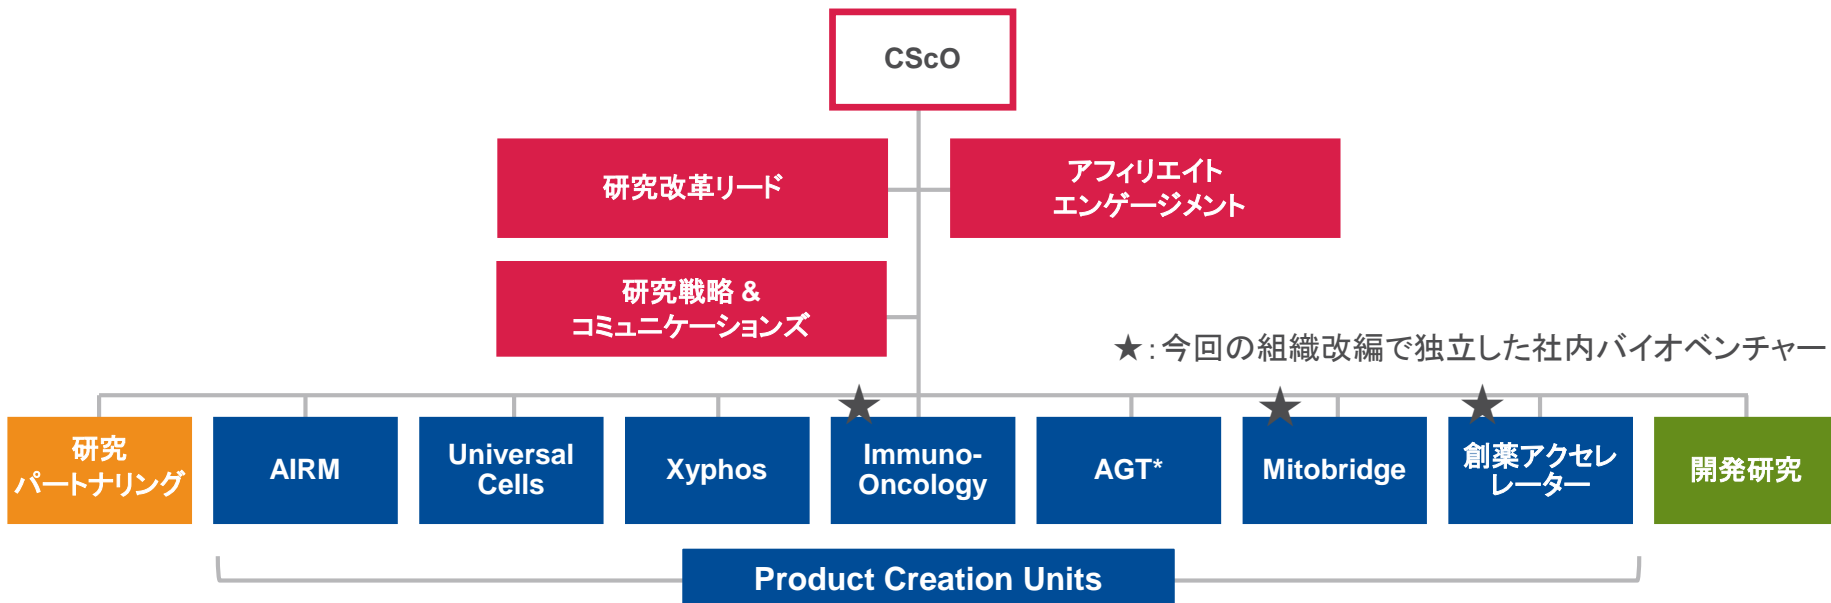 CScO
研究改革リード
アフィリエイト
エンゲージメント
研究戦略 &
コミュニケーションズ
★：今回の組織改編で独立した社内バイオベンチャー
研究
パートナリング
AIRM
Universal
Cells
Xyphos
★
Immuno-
Oncology
AGT*
★
Mitobridge
★
創薬アクセレ
レーター
開発研究
Product Creation Units